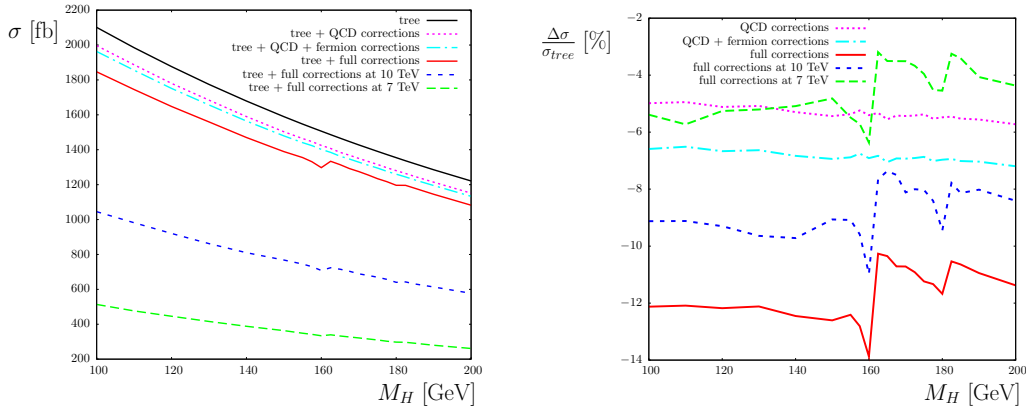 σ [fb]
2200
2000
1800
1600
1400
1200
1000
800
600
400
200
100
120
140
160
180
200
M_H [GeV]
tree
tree + QCD corrections
tree + QCD + fermion corrections
tree + full corrections
tree + full corrections at 10 TeV
tree + full corrections at 7 TeV
Δσ/σ_tree [%]
-2
-4
-6
-8
-10
-12
-14
100
120
140
160
180
200
M_H [GeV]
QCD corrections
QCD + fermion corrections
full corrections
full corrections at 10 TeV
full corrections at 7 TeV